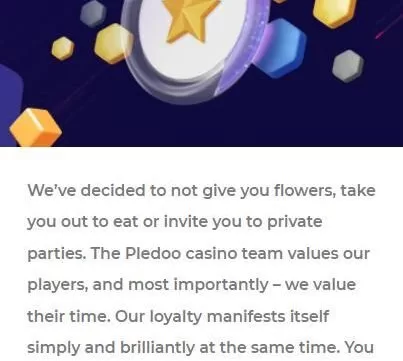 We’ve decided to not give you flowers, take
you out to eat or invite you to private
parties. The Pledoo casino team values our
players, and most importantly – we value
their time. Our loyalty manifests itself
simply and brilliantly at the same time. You